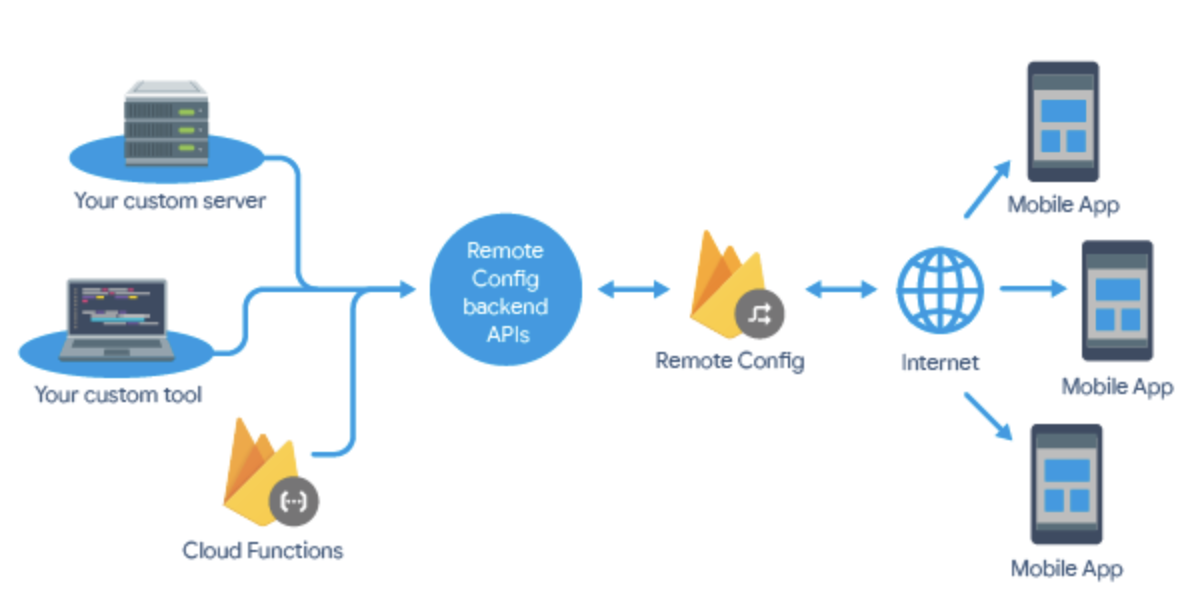 Your custom server
Your custom tool
Cloud Functions
Remote
Config
backend
APIs
Remote Config
Internet
Mobile App
Mobile App
Mobile App